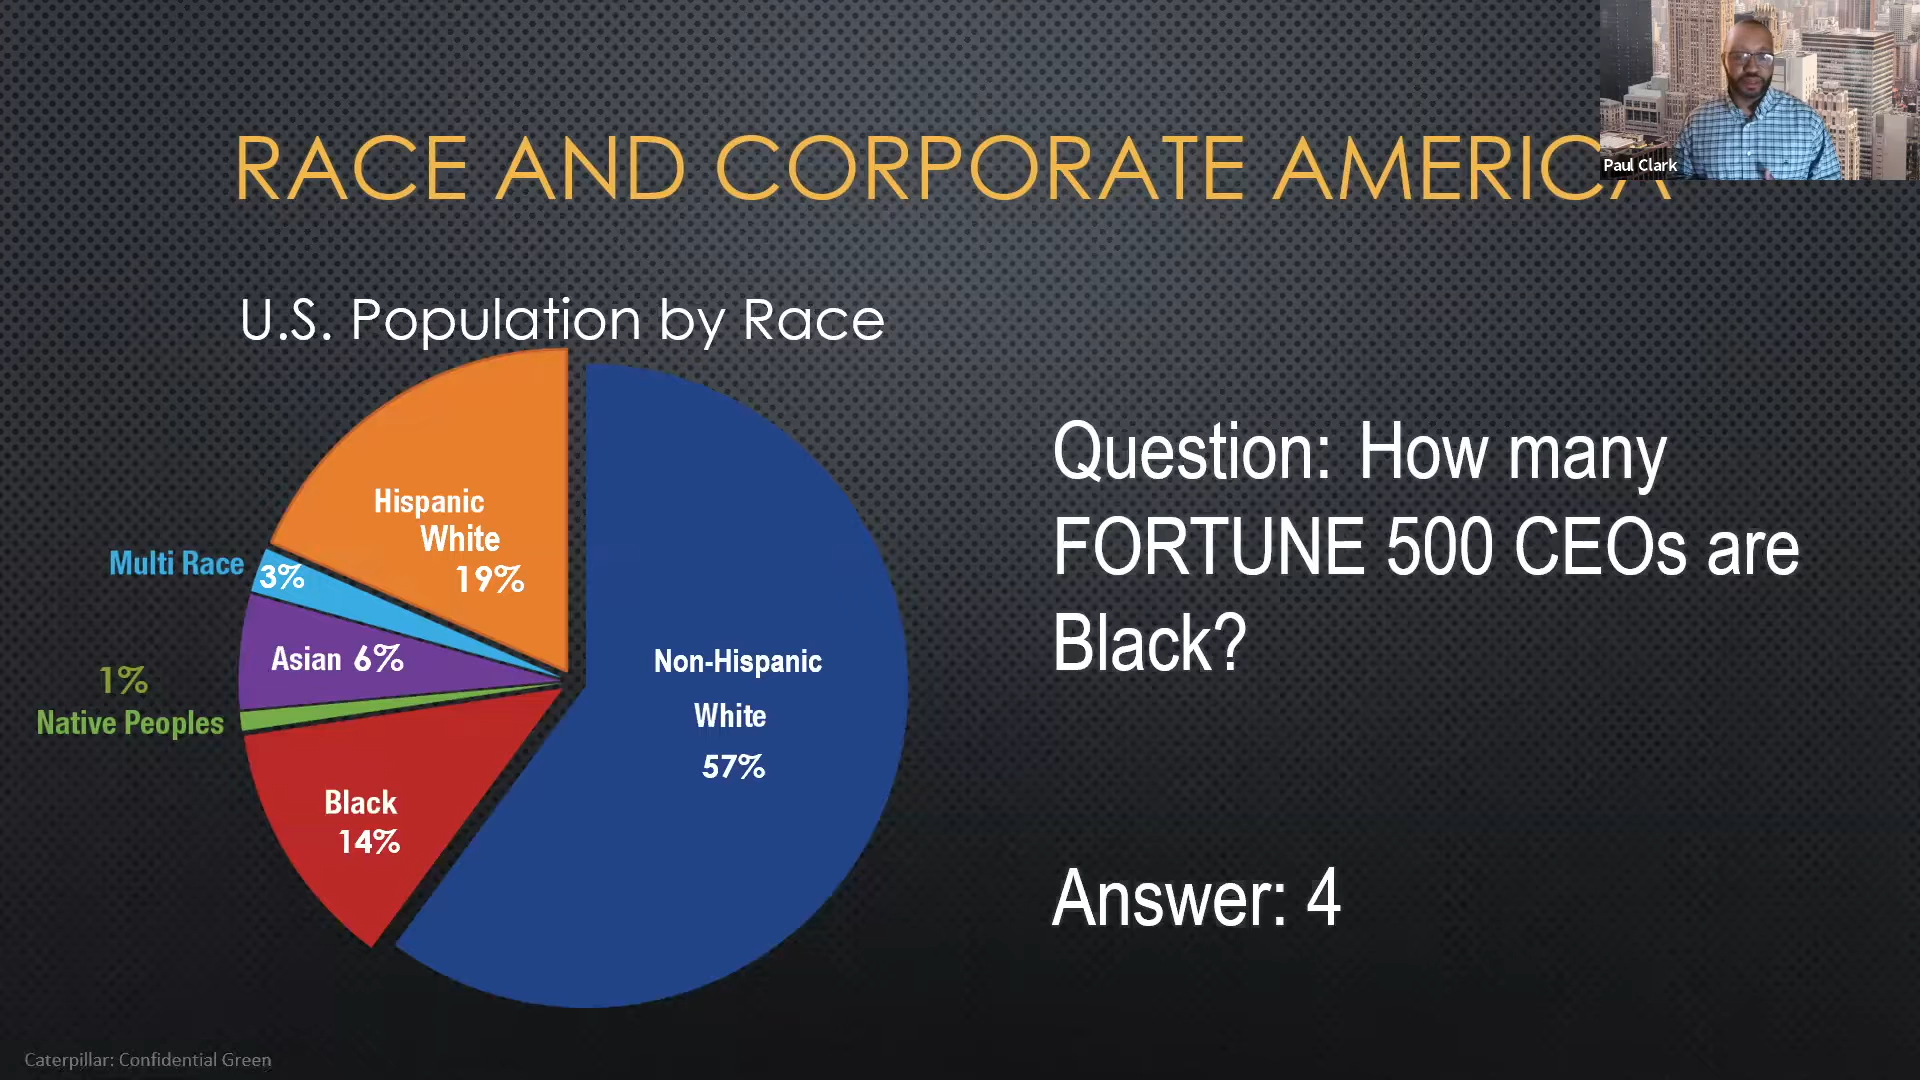 RACE AND CORPORATE AMERICA
Paul Clark
U.S. Population by Race
Hispanic
White
19%
Multi Race
3%
Asian 6%
1%
Native Peoples
Black
14%
Non-Hispanic
White
57%
Question: How many
FORTUNE 500 CEOs are
Black?
Answer: 4
Caterpillar: Confidential Green